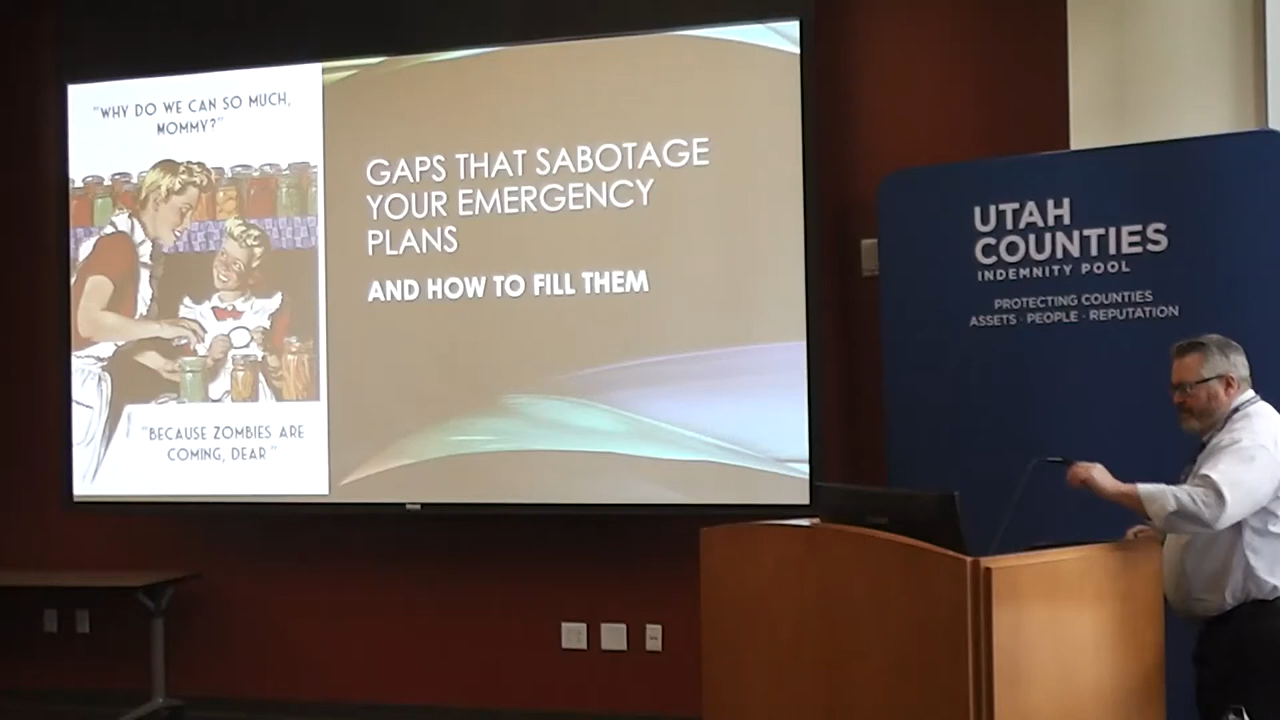 "WHY DO WE CAN SO MUCH,
MOMMY?"
"BECAUSE ZOMBIES ARE
COMING, DEAR"
GAPS THAT SABOTAGE
YOUR EMERGENCY
PLANS
AND HOW TO FILL THEM
UTAH
COUNTIES
INDEMNITY POOL
PROTECTING COUNTIES
ASSETS · PEOPLE · REPUTATION